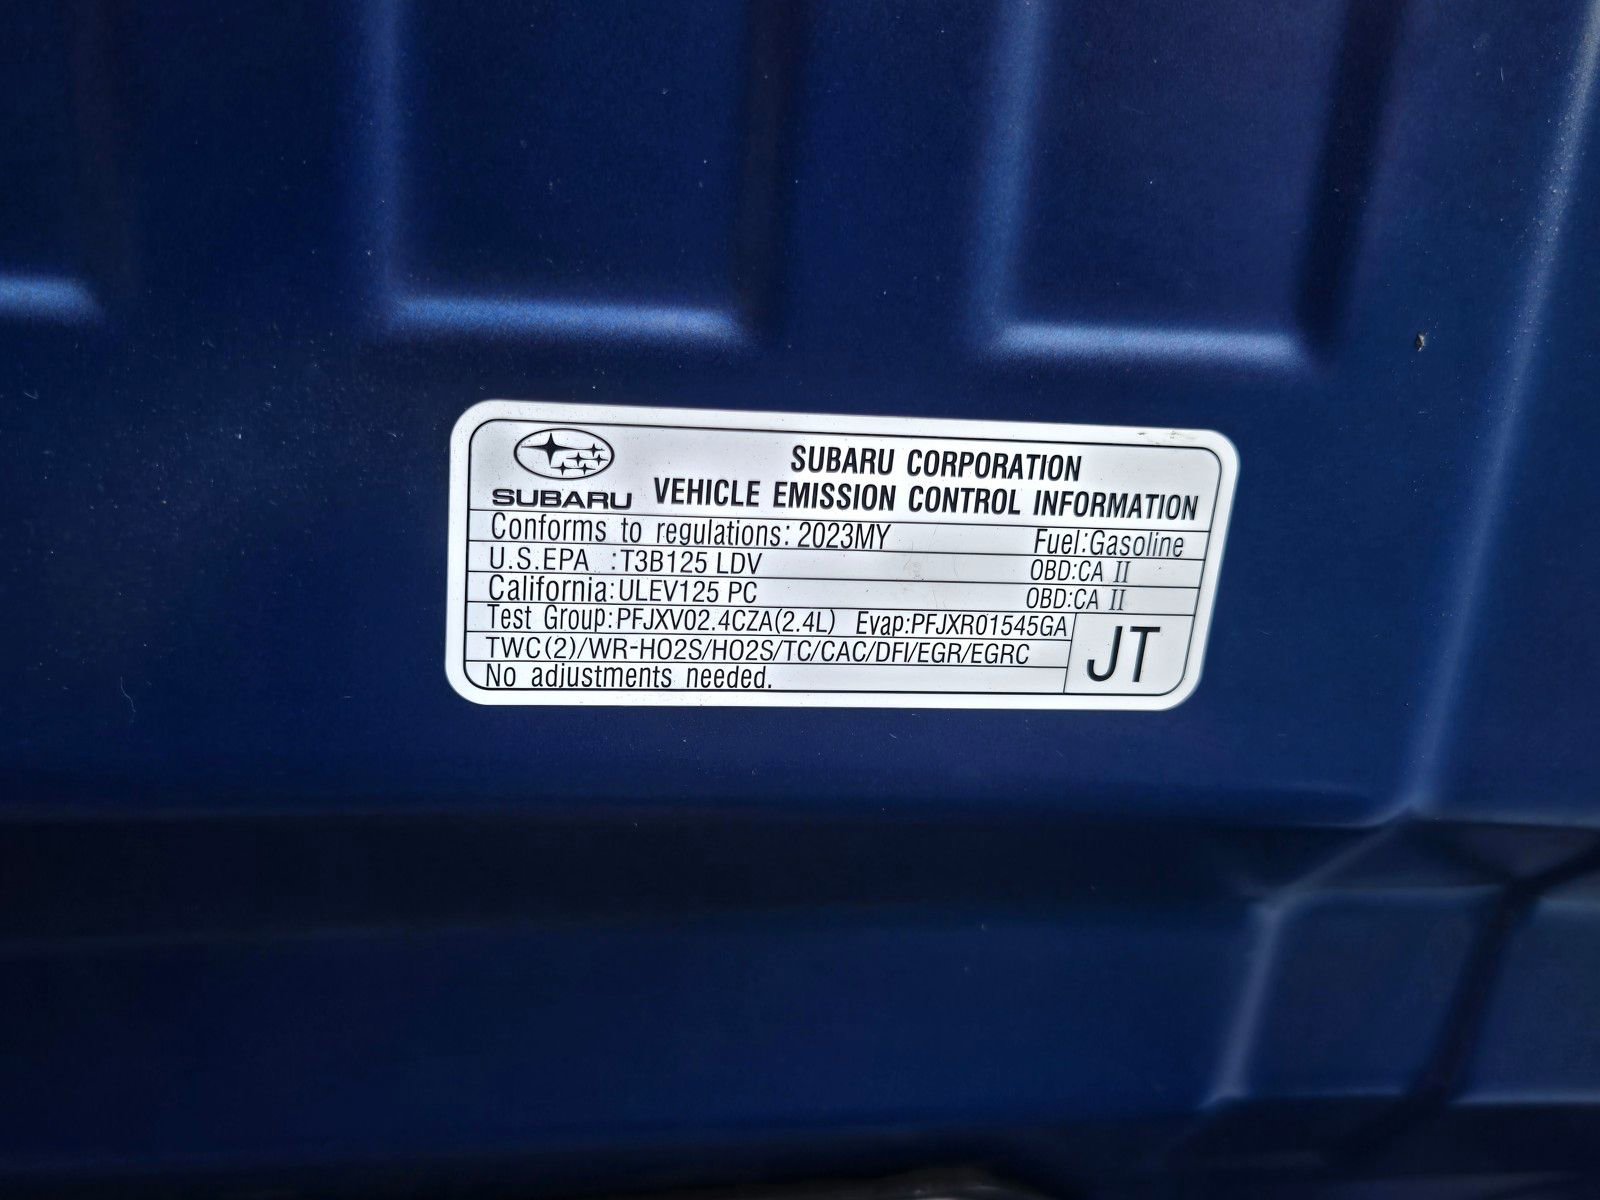 SUBARU
SUBARU CORPORATION
VEHICLE EMISSION CONTROL INFORMATION
Conforms to regulations: 2023MY Fuel:Gasoline
U.S.EPA :T3B125 LDV OBD:CA II
California:ULEV125 PC OBD:CA II
Test Group:PFJXV02.4CZA(2.4L) Evap:PFJXR01545GA
TWC(2)/WR-HO2S/HO2S/TC/CAC/DFI/EGR/EGRC
No adjustments needed.
JT